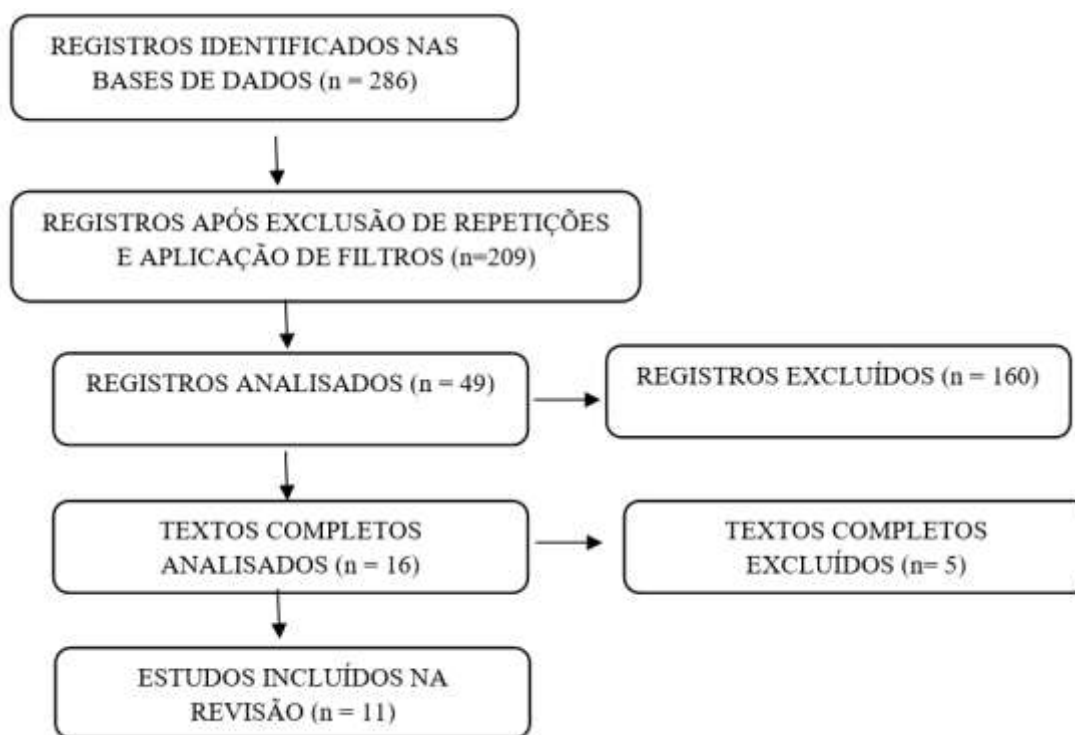 REGISTROS IDENTIFICADOS NAS
BASES DE DADOS (n = 286)
REGISTROS APÓS EXCLUSÃO DE REPETIÇÕES
E APLICAÇÃO DE FILTROS (n=209)
REGISTROS ANALISADOS (n = 49)
REGISTROS EXCLUÍDOS (n = 160)
TEXTOS COMPLETOS
ANALISADOS (n = 16)
TEXTOS COMPLETOS
EXCLUÍDOS (n= 5)
ESTUDOS INCLUÍDOS NA
REVISÃO (n = 11)